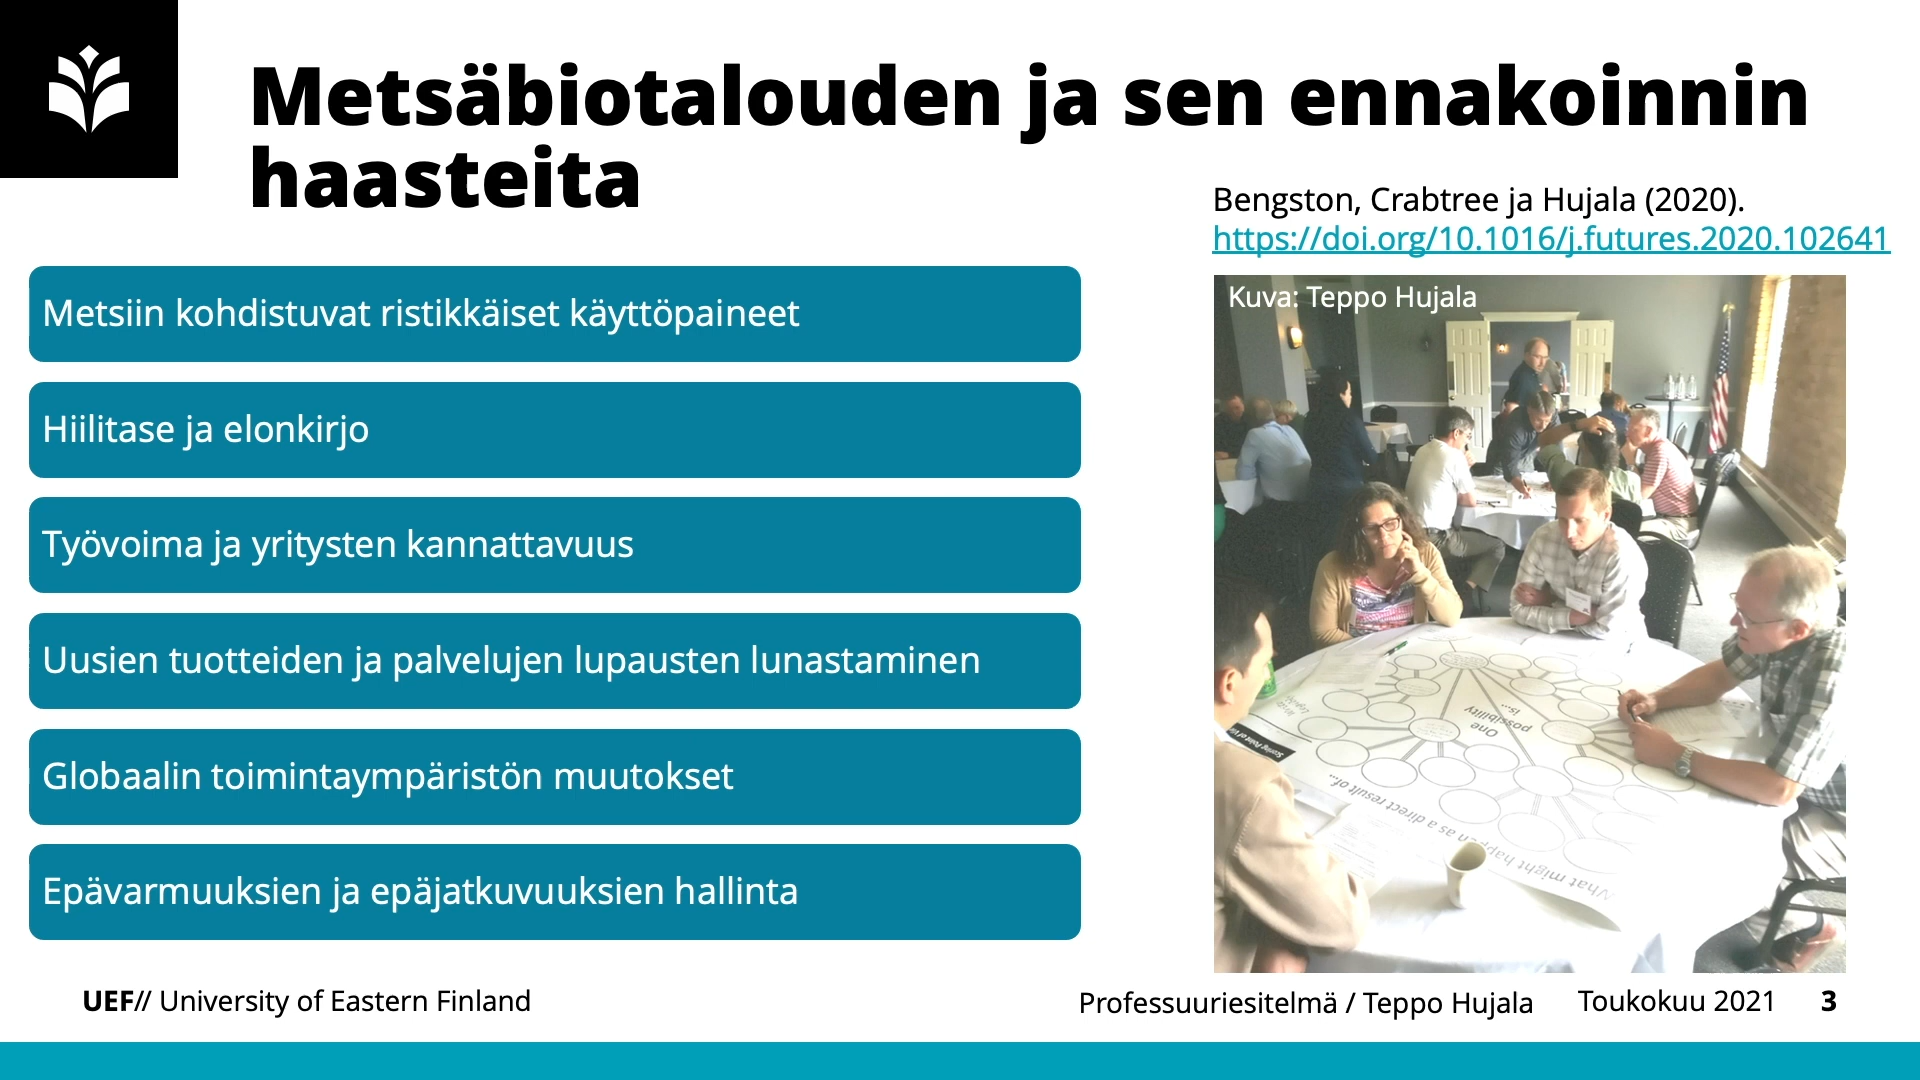 Metsäbiotalouden ja sen ennakoinnin
haasteita
Bengston, Crabtree ja Hujala (2020).
https://doi.org/10.1016/j.futures.2020.102641
Metsiin kohdistuvat ristikkäiset käyttöpaineet
Hiilitase ja elonkirjo
Työvoima ja yritysten kannattavuus
Uusien tuotteiden ja palvelujen lupausten lunastaminen
Globaalin toimintaympäristön muutokset
Epävarmuuksien ja epäjatkuvuuksien hallinta
Kuva: Teppo Hujala
One
possibility
is...
Scoring Point of
What might happen as a direct result of...
UEF// University of Eastern Finland
Professuuriesitelmä / Teppo Hujala
Toukokuu 2021
3